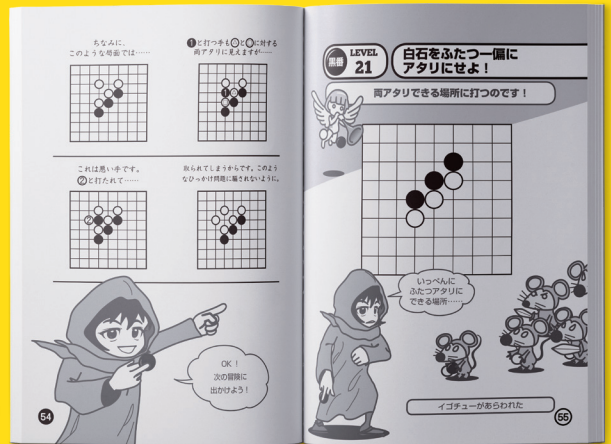 ちなみに、
このような局面では……
❶と打つ手も△と○に対する
両アタリに見えますが……
これは悪い手です。
②と打たれて……
取られてしまうからです。このよう
なひっかけ問題に騙されないように。
OK！
次の冒険に
出かけよう！
54
黒番
LEVEL
21
白石をふたつ一偏に
アタリにせよ！
両アタリできる場所に打つのです！
いっぺんに
ふたつアタリに
できる場所……
イゴチューがあらわれた
55